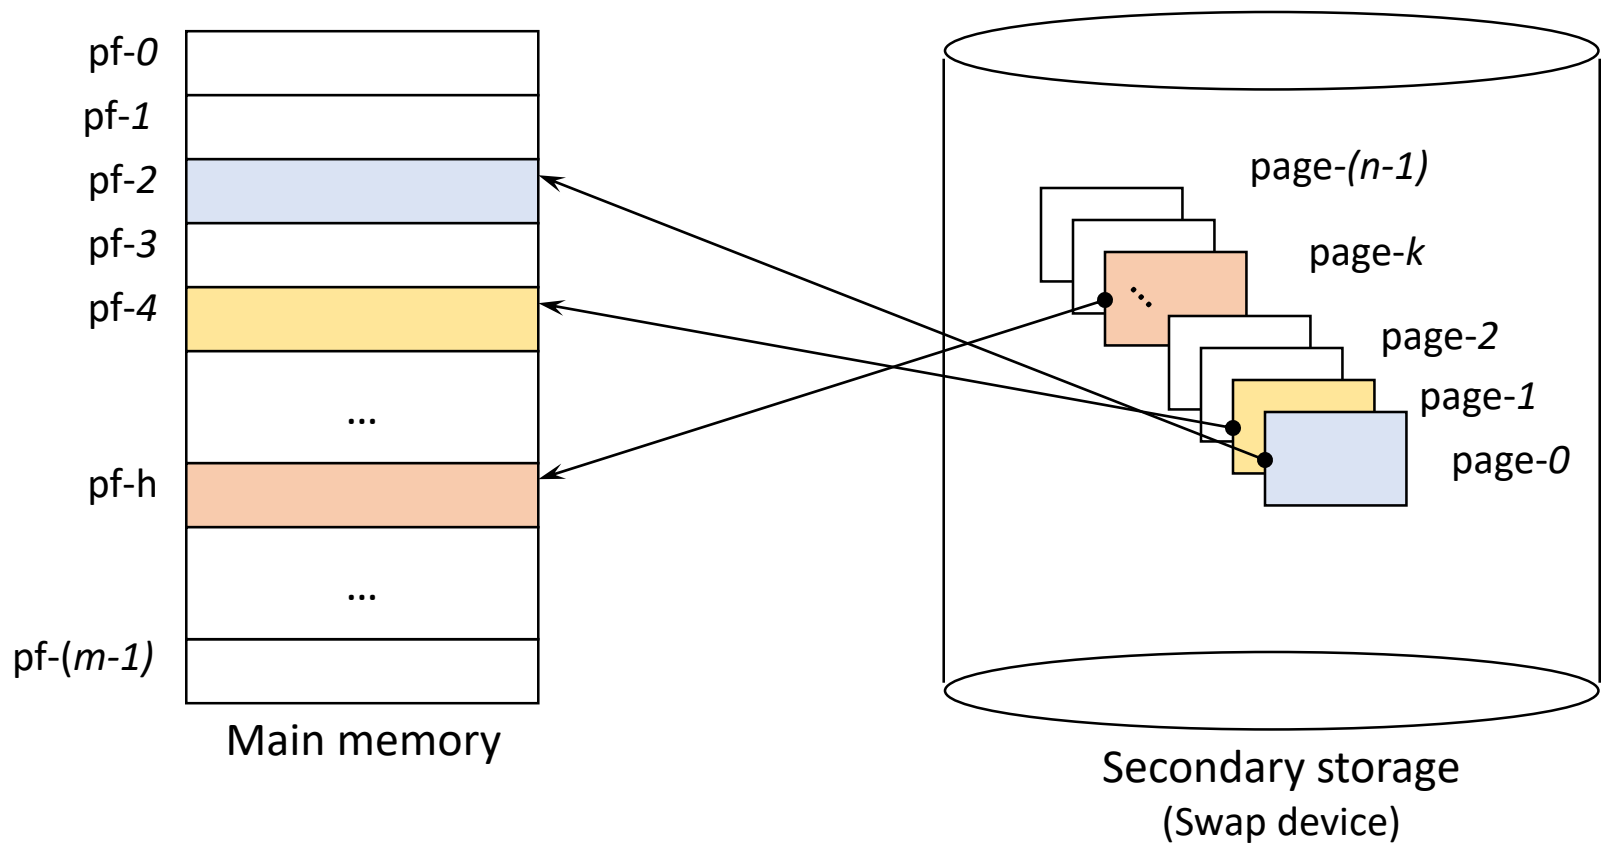 pf-0
pf-1
pf-2
pf-3
pf-4
...
pf-h
...
pf-(m-1)
Main memory
page-(n-1)
page-k
...
page-2
page-1
page-0
Secondary storage
(Swap device)